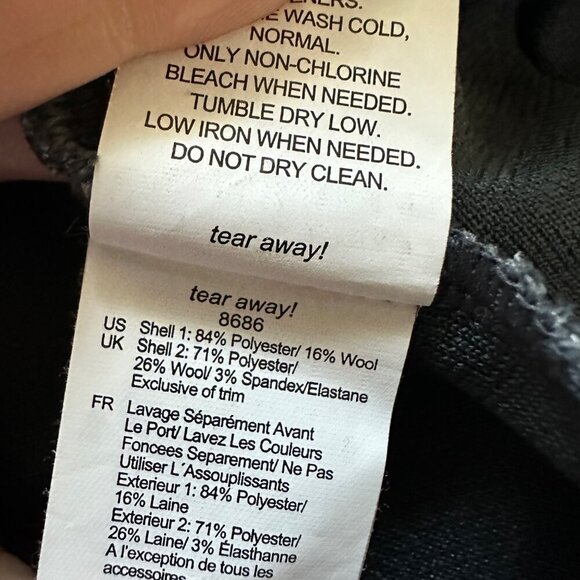 WASH COLD,
NORMAL.
ONLY NON-CHLORINE
BLEACH WHEN NEEDED.
TUMBLE DRY LOW.
LOW IRON WHEN NEEDED.
DO NOT DRY CLEAN.
tear away!
tear away!
8686
US Shell 1: 84% Polyester/ 16% Wool
UK Shell 2: 71% Polyester/
26% Wool/ 3% Spandex/Elastane
Exclusive of trim
FR Lavage Séparément Avant
Le Port/ Lavez Les Couleurs
Foncees Separement/ Ne Pas
Utiliser L´Assouplissants
Exterieur 1: 84% Polyester/
16% Laine
Exterieur 2: 71% Polyester/
26% Laine/ 3% Élasthanne
A l'exception de tous les
accessoires